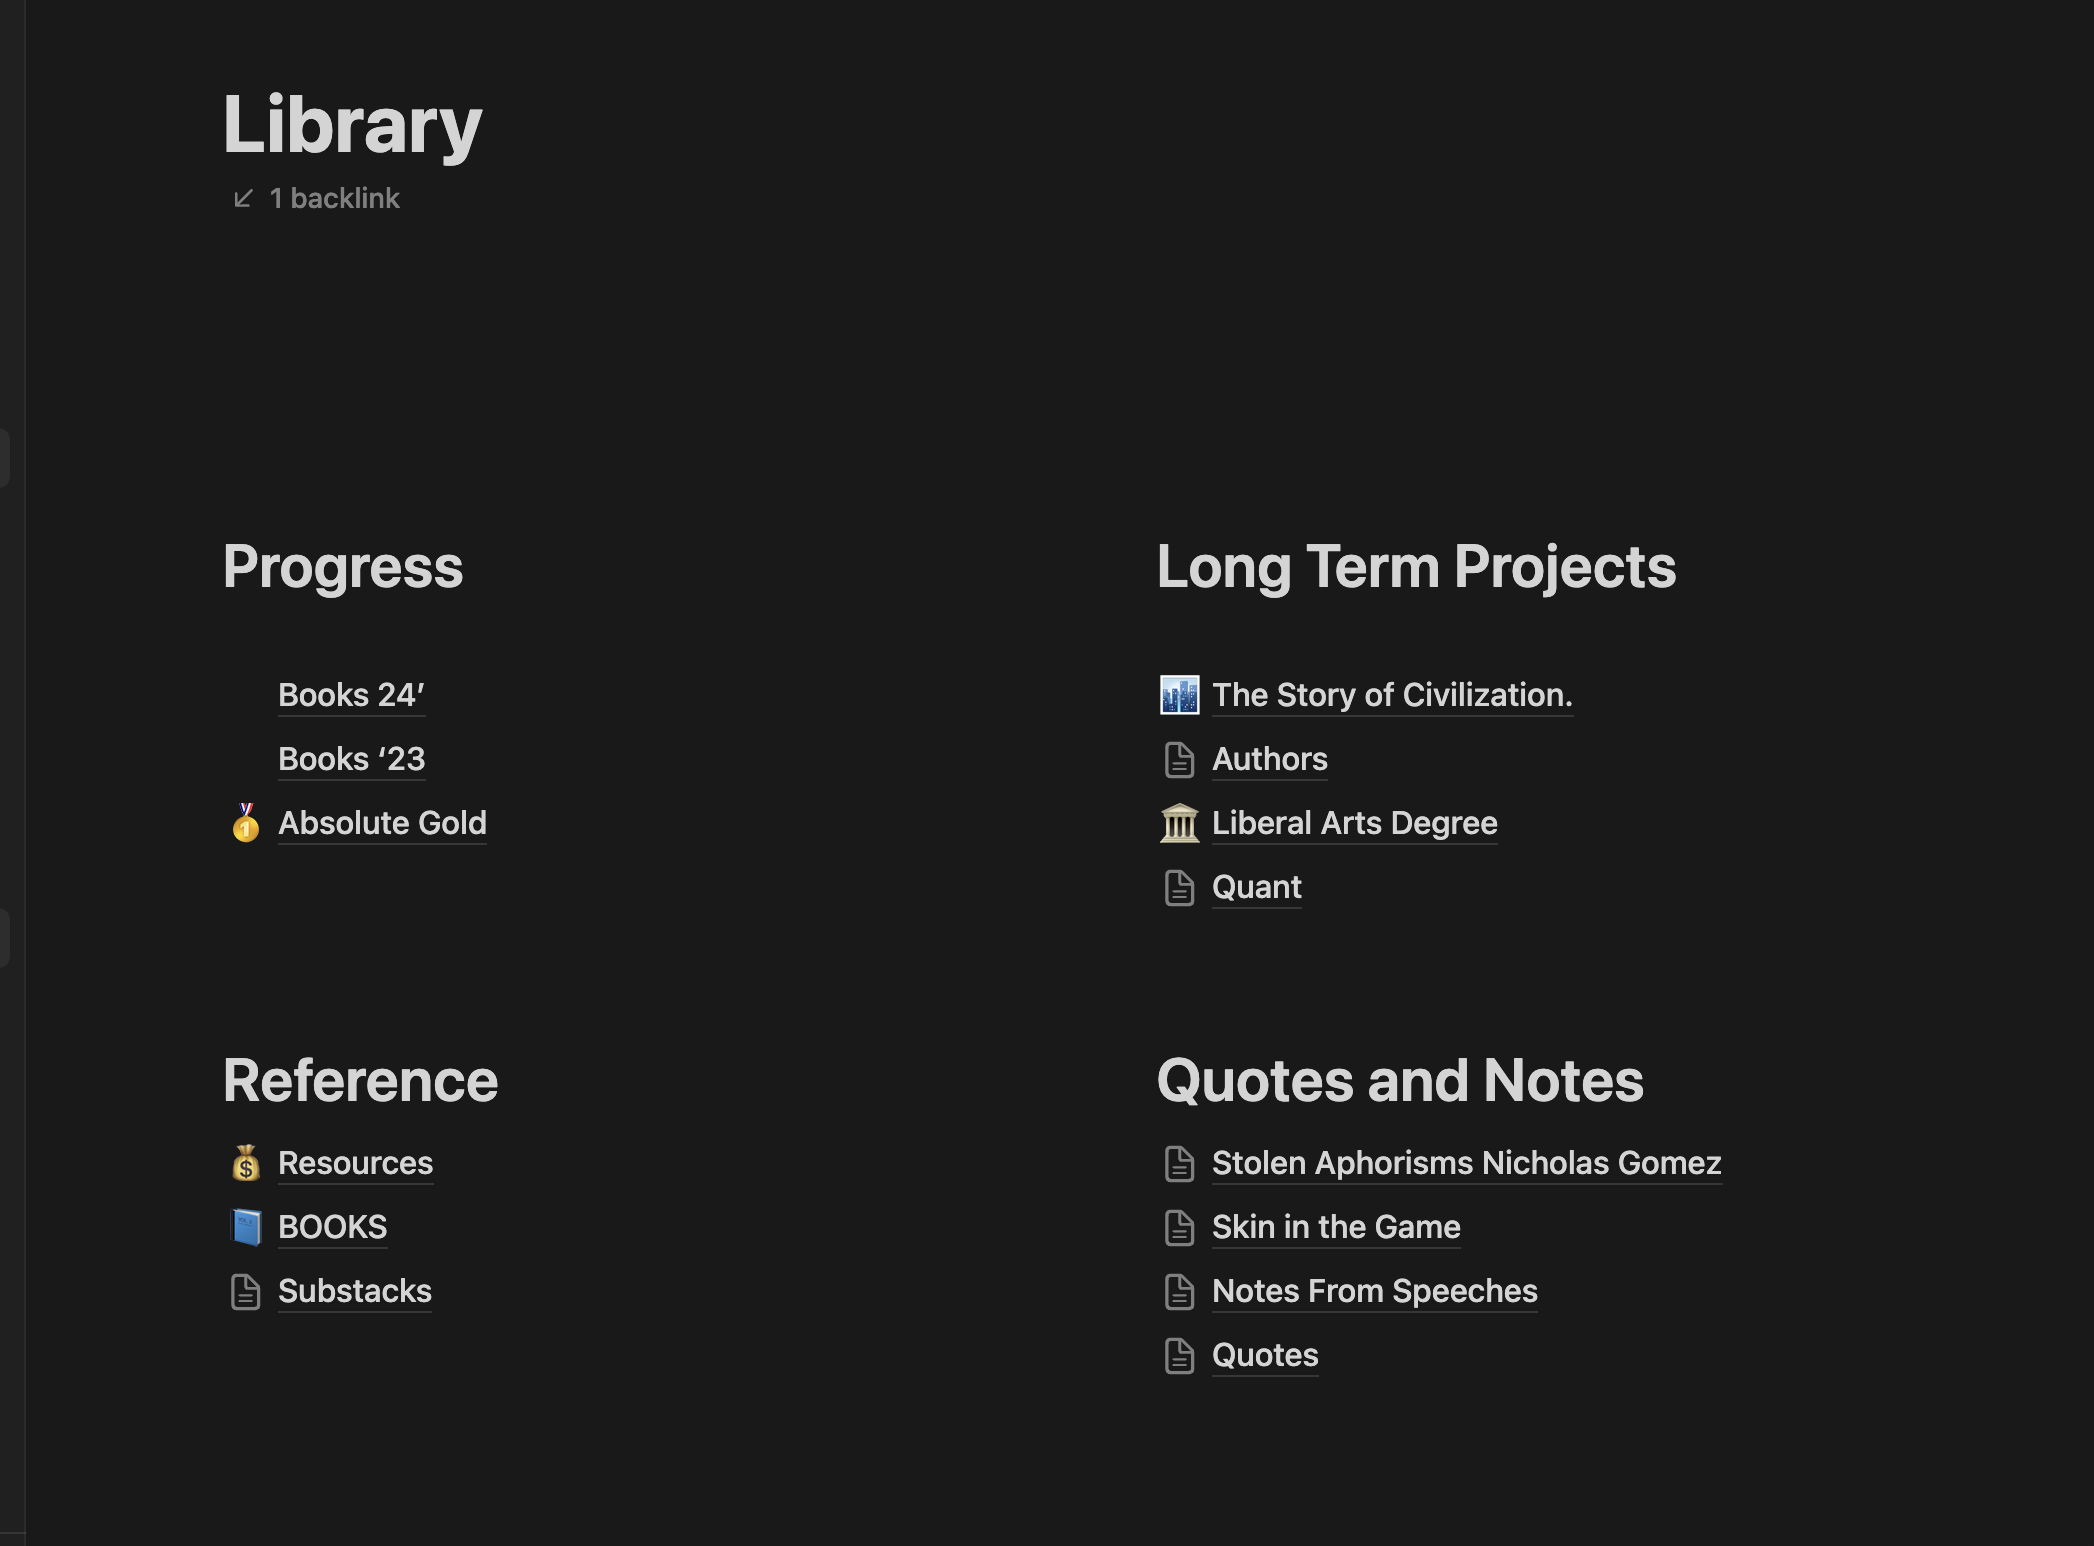 Library
1 backlink
Progress
Books 24’
Books ‘23
Absolute Gold
Long Term Projects
The Story of Civilization.
Authors
Liberal Arts Degree
Quant
Reference
Resources
BOOKS
Substacks
Quotes and Notes
Stolen Aphorisms Nicholas Gomez
Skin in the Game
Notes From Speeches
Quotes